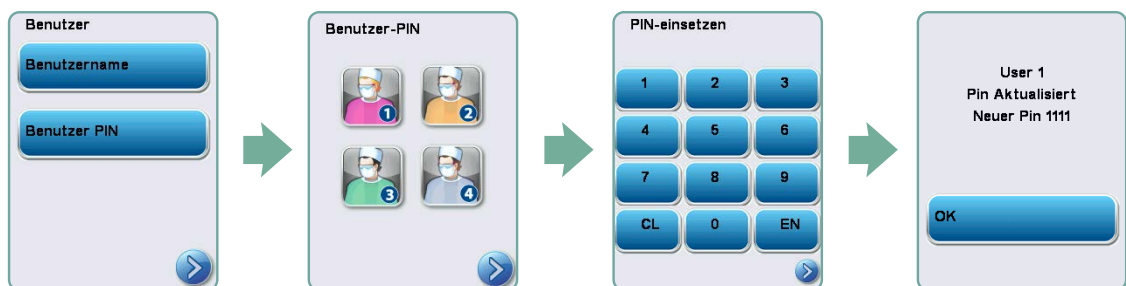 Benutzer
Benutzername
Benutzer PIN
Benutzer-PIN
1
2
3
4
PIN-einsetzen
1 2 3
4 5 6
7 8 9
CL 0 EN
User 1
Pin Aktualisiert
Neuer Pin 1111
OK